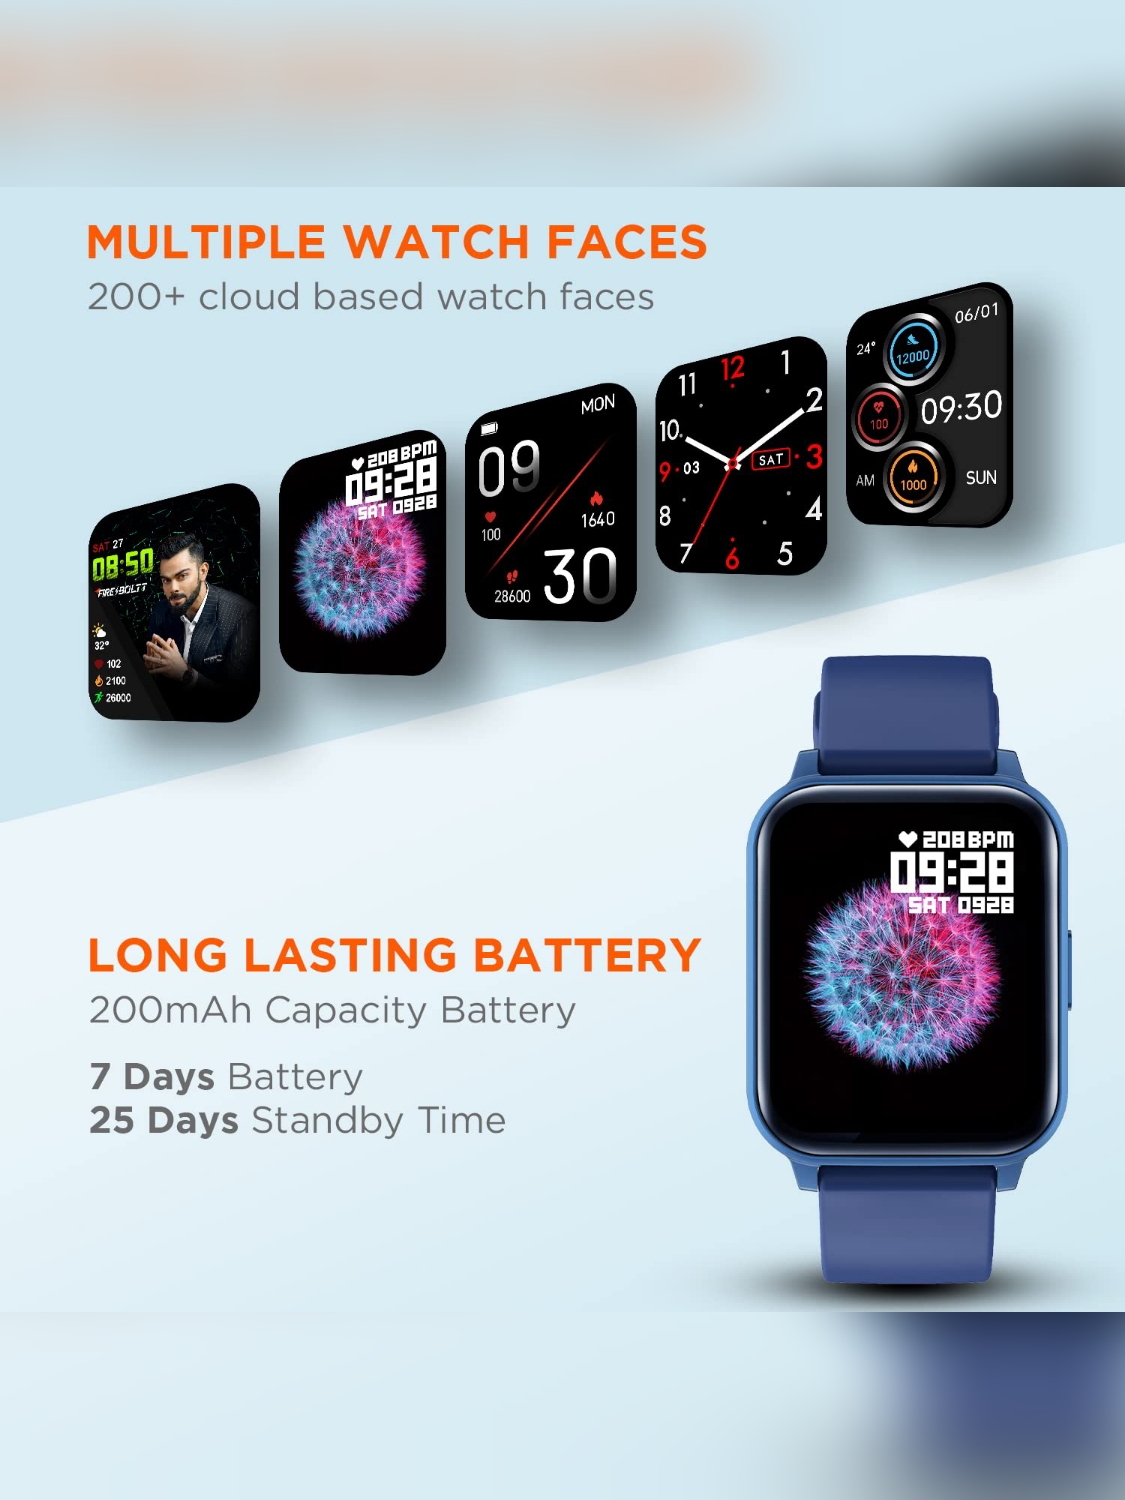 MULTIPLE WATCH FACES
200+ cloud based watch faces
SAT 27
08:50
FIRE-BOLTT
32°
102
2100
26000
208 BPM
09:28
SAT 0928
MON
09
100
1640
28600
30
12
1
2
3
4
5
6
7
8
9
10
11
03
SAT
06/01
24°
12000
100
09:30
AM
1000
SUN
208 BPM
09:28
SAT 0928
LONG LASTING BATTERY
200mAh Capacity Battery
7 Days Battery
25 Days Standby Time